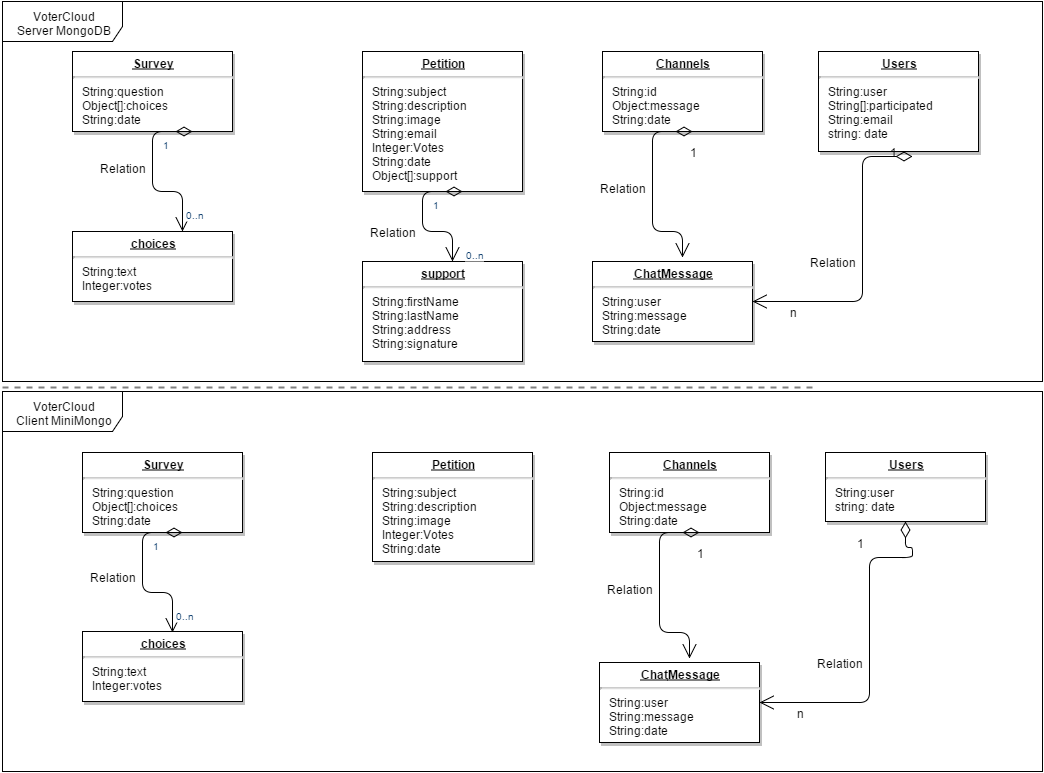 VoterCloud
Server MongoDB
Survey
String:question
Object[]:choices
String:date
1
Relation
0..n
choices
String:text
Integer:votes
Petition
String:subject
String:description
String:image
String:email
Integer:Votes
String:date
Object[]:support
1
Relation
0..n
support
String:firstName
String:lastName
String:address
String:signature
Channels
String:id
Object:message
String:date
1
Relation
ChatMessage
String:user
String:message
String:date
Users
String:user
String[]:participated
String:email
string: date
1
Relation
n
VoterCloud
Client MiniMongo
Survey
String:question
Object[]:choices
String:date
1
Relation
0..n
choices
String:text
Integer:votes
Petition
String:subject
String:description
String:image
Integer:Votes
String:date
Channels
String:id
Object:message
String:date
1
Relation
ChatMessage
String:user
String:message
String:date
Users
String:user
string: date
1
Relation
n